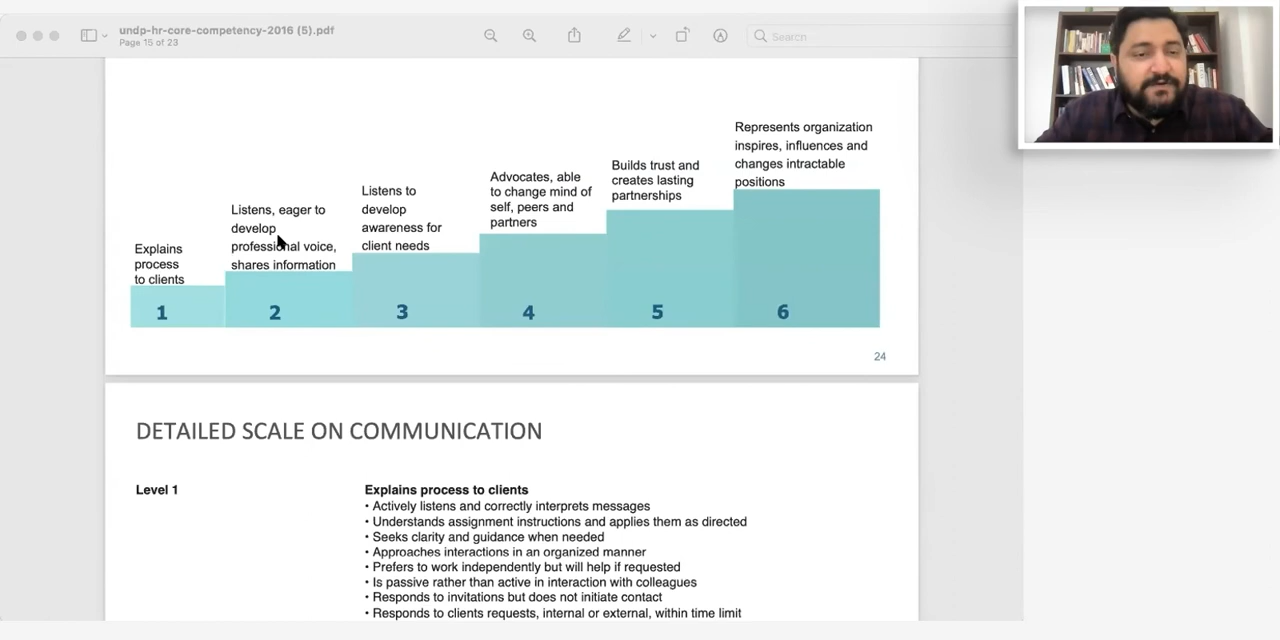 undp-hr-core-competency-2016 (5).pdf
Page 15 of 23
Search
Explains
process
to clients
Listens, eager to
develop
professional voice,
shares information
Listens to
develop
awareness for
client needs
Advocates, able
to change mind of
self, peers and
partners
Builds trust and
creates lasting
partnerships
Represents organization
inspires, influences and
changes intractable
positions
1 2 3 4 5 6
24
DETAILED SCALE ON COMMUNICATION
Level 1
Explains process to clients
• Actively listens and correctly interprets messages
• Understands assignment instructions and applies them as directed
• Seeks clarity and guidance when needed
• Approaches interactions in an organized manner
• Prefers to work independently but will help if requested
• Is passive rather than active in interaction with colleagues
• Responds to invitations but does not initiate contact
• Responds to clients requests, internal or external, within time limit